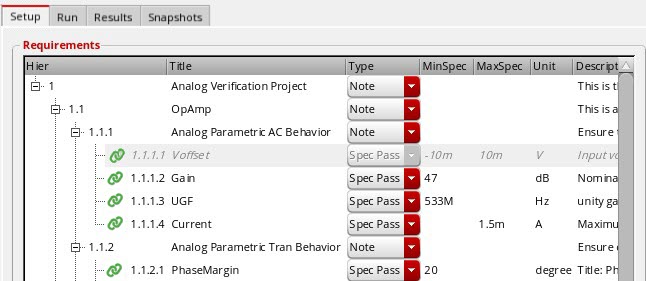 Setup Run Results Snapshots
Requirements
Hier Title Type MinSpec MaxSpec Unit Descript
1 Analog Verification Project Note This is t
1.1 OpAmp Note This is a
1.1.1 Analog Parametric AC Behavior Note Ensure
1.1.1.1 Voffset Spec Pass -10m 10m V Input vo
1.1.1.2 Gain Spec Pass 47 dB Nomina
1.1.1.3 UGF Spec Pass 533M Hz unity ga
1.1.1.4 Current Spec Pass 1.5m A Maximu
1.1.2 Analog Parametric Tran Behavior Note Ensure
1.1.2.1 PhaseMargin Spec Pass 20 degree Title: Ph